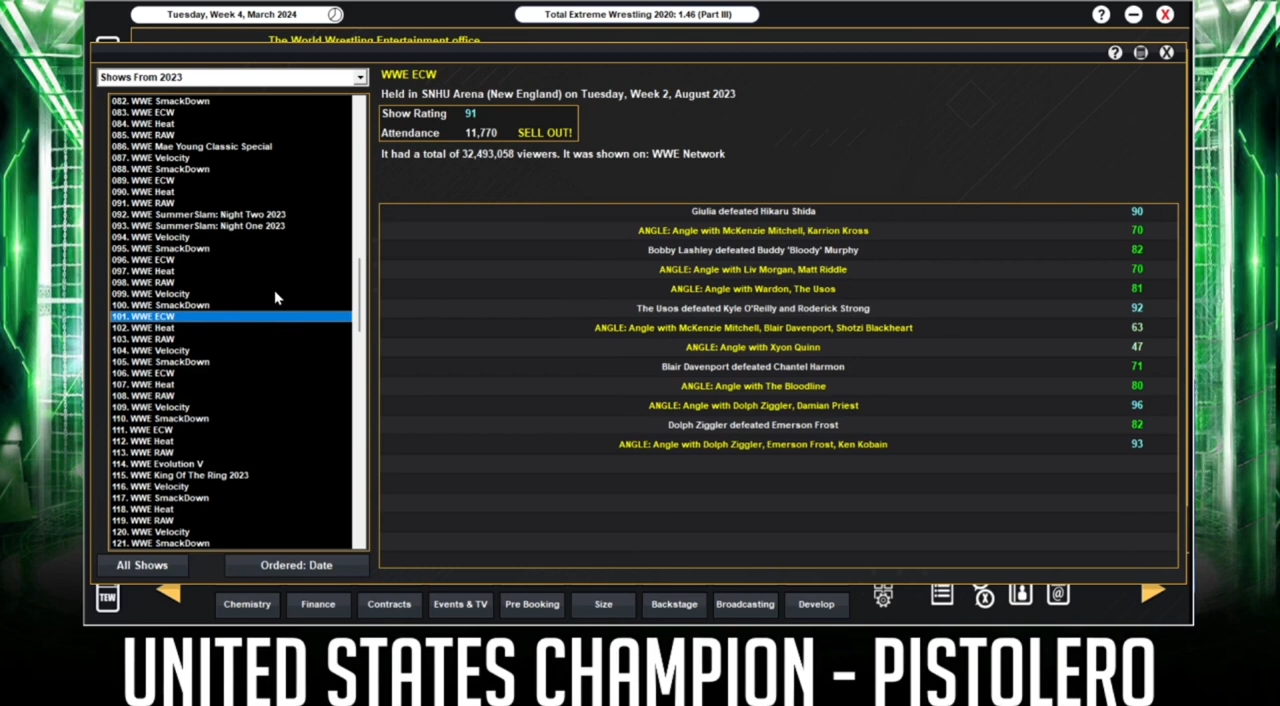 Tuesday, Week 4, March 2024
Total Extreme Wrestling 2020: 1.46 (Part III)
? X
The World Wrestling Entertainment office
? X
Shows From 2023
082. WWE SmackDown
083. WWE ECW
084. WWE Heat
085. WWE RAW
086. WWE Mae Young Classic Special
087. WWE Velocity
088. WWE SmackDown
089. WWE ECW
090. WWE Heat
091. WWE RAW
092. WWE SummerSlam: Night Two 2023
093. WWE SummerSlam: Night One 2023
094. WWE Velocity
095. WWE SmackDown
096. WWE ECW
097. WWE Heat
098. WWE RAW
099. WWE Velocity
100. WWE SmackDown
101. WWE ECW
102. WWE Heat
103. WWE RAW
104. WWE Velocity
105. WWE SmackDown
106. WWE ECW
107. WWE Heat
108. WWE RAW
109. WWE Velocity
110. WWE SmackDown
111. WWE ECW
112. WWE Heat
113. WWE RAW
114. WWE Evolution V
115. WWE King Of The Ring 2023
116. WWE Velocity
117. WWE SmackDown
118. WWE Heat
119. WWE RAW
120. WWE Velocity
121. WWE SmackDown
All Shows
Ordered: Date
WWE ECW
Held in SNHU Arena (New England) on Tuesday, Week 2, August 2023
Show Rating 91
Attendance 11,770 SELL OUT!
It had a total of 32,493,058 viewers. It was shown on: WWE Network
Giulia defeated Hikaru Shida 90
ANGLE: Angle with McKenzie Mitchell, Karrion Kross 70
Bobby Lashley defeated Buddy 'Bloody' Murphy 82
ANGLE: Angle with Liv Morgan, Matt Riddle 70
ANGLE: Angle with Wardon, The Usos 81
The Usos defeated Kyle O'Reilly and Roderick Strong 92
ANGLE: Angle with McKenzie Mitchell, Blair Davenport, Shotzi Blackheart 63
ANGLE: Angle with Xyon Quinn 47
Blair Davenport defeated Chantel Harmon 71
ANGLE: Angle with The Bloodline 80
ANGLE: Angle with Dolph Ziggler, Damian Priest 96
Dolph Ziggler defeated Emerson Frost 82
ANGLE: Angle with Dolph Ziggler, Emerson Frost, Ken Kobain 93
TEW
Chemistry
Finance
Contracts
Events & TV
Pre Booking
Size
Backstage
Broadcasting
Develop
X
@
UNITED STATES CHAMPION - PISTOLERO